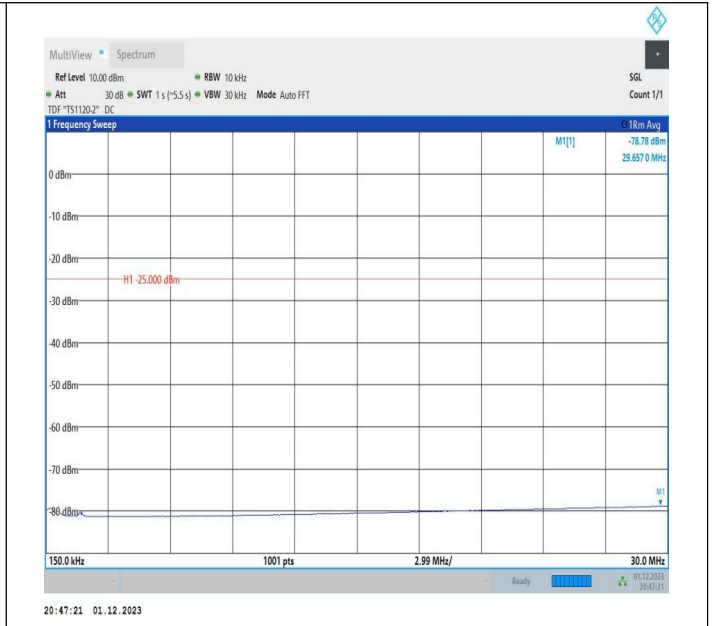 MultiView Spectrum
Ref Level 10.00 dBm RBW 10 kHz SGL
Att 30 dB SWT 1 s (~5.5 s) VBW 30 kHz Mode Auto FFT Count 1/1
TDF "TS1120-2" DC
1 Frequency Sweep 1Rm Avg
M1[1] -78.78 dBm
29.657 0 MHz
0 dBm
-10 dBm
-20 dBm
H1 -25.000 dBm
-30 dBm
-40 dBm
-50 dBm
-60 dBm
-70 dBm
M1
-80 dBm
150.0 kHz 1001 pts 2.99 MHz/ 30.0 MHz
Ready 01.12.2023
20:47:21
20:47:21 01.12.2023